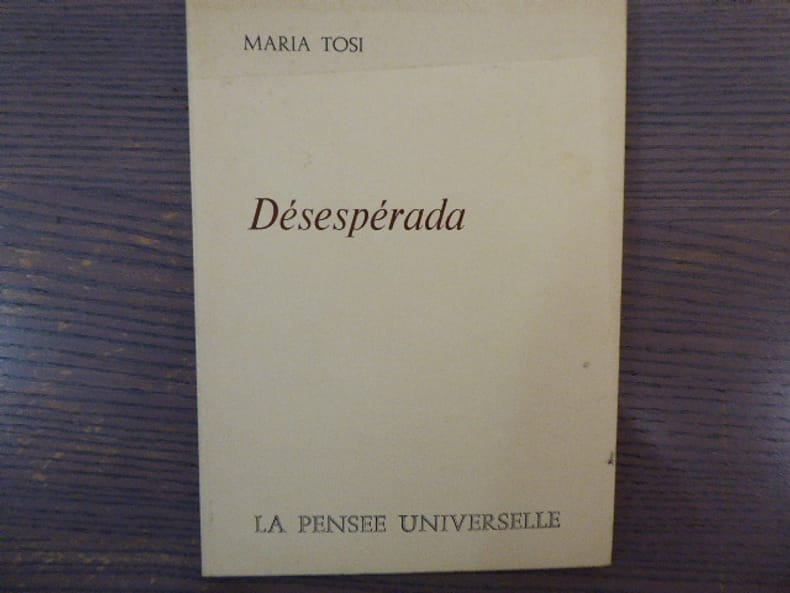 MARIA TOSI
Désespérada
LA PENSEE UNIVERSELLE